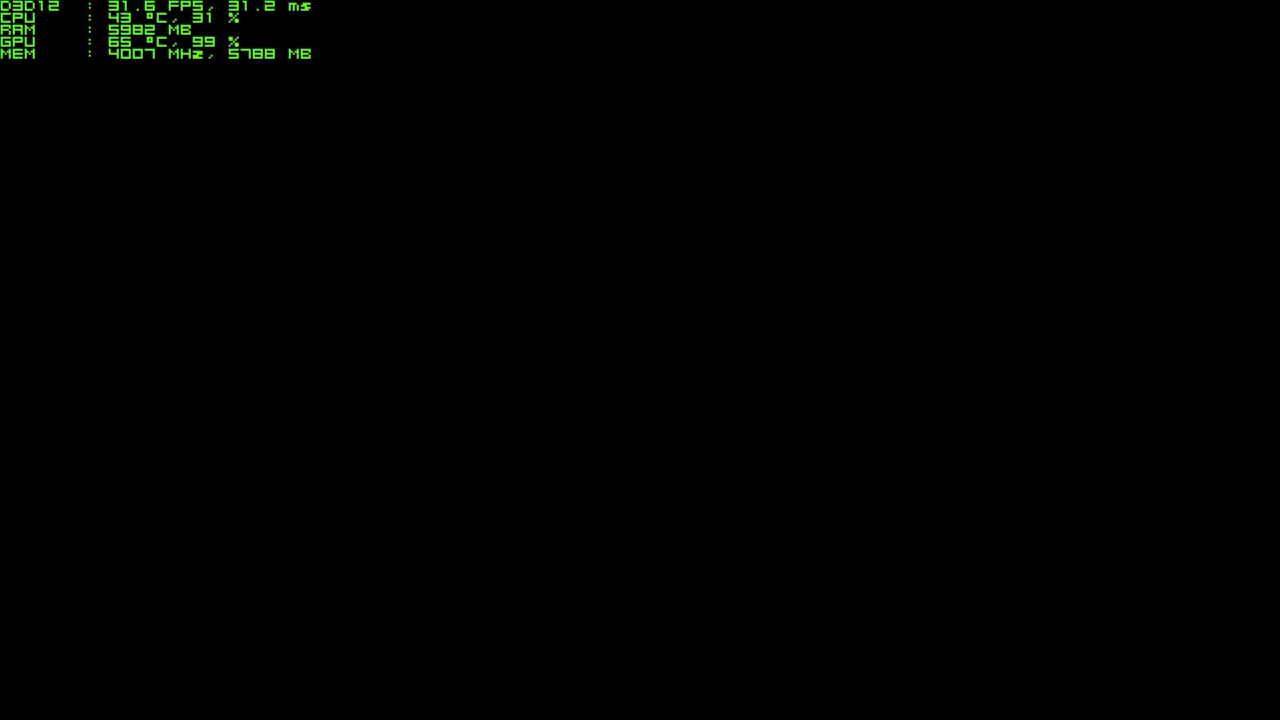 D3D12 : 31.6 FPS, 31.2 ms
CPU : 43 °C, 31 %
RAM : 5982 MB
GPU : 65 °C, 99 %
MEM : 4007 MHz, 5788 MB